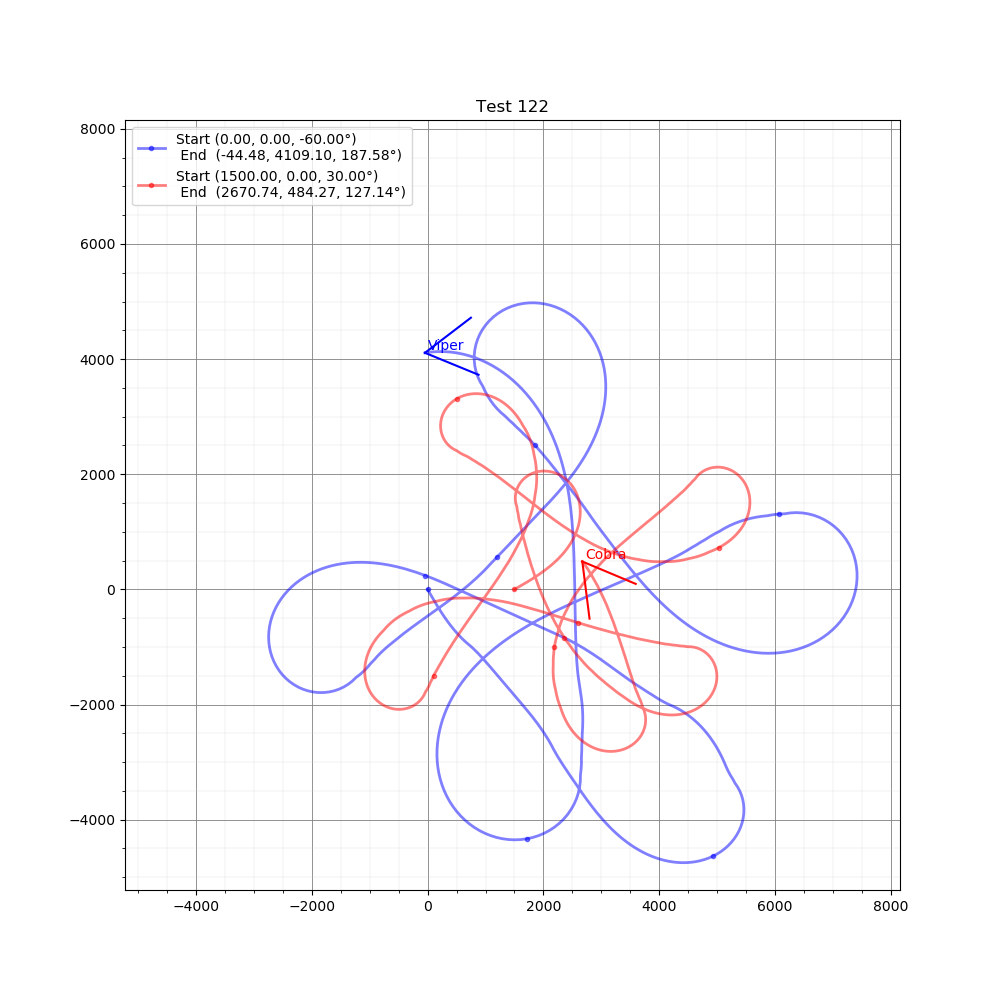 Test 122
Start (0.00, 0.00, -60.00°)
End (-44.48, 4109.10, 187.58°)
Start (1500.00, 0.00, 30.00°)
End (2670.74, 484.27, 127.14°)
8000
6000
4000
2000
0
−2000
−4000
Viper
Cobra
−4000 −2000 0 2000 4000 6000 8000